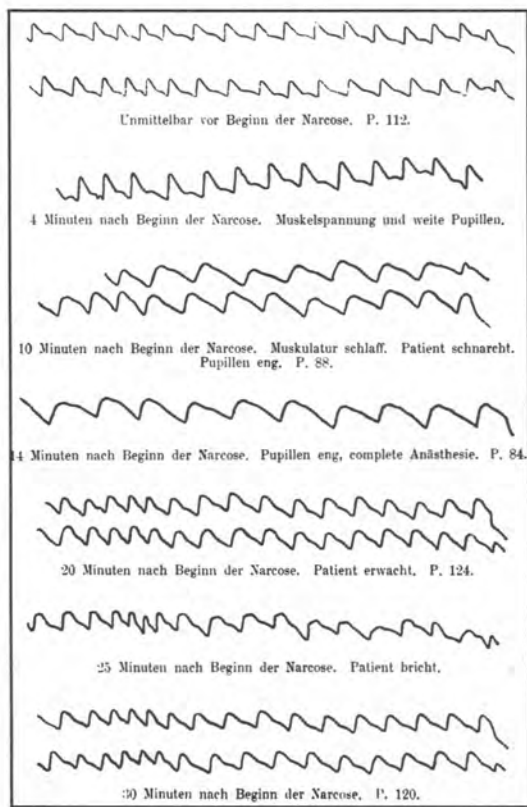 Unmittelbar vor Beginn der Narcose. P. 112.
4 Minuten nach Beginn der Narcose. Muskelspannung und weite Pupillen.
10 Minuten nach Beginn der Narcose. Muskulatur schlaff. Patient schnarcht.
Pupillen eng. P. 88.
14 Minuten nach Beginn der Narcose. Pupillen eng, complete Anästhesie. P. 84.
20 Minuten nach Beginn der Narcose. Patient erwacht. P. 124.
25 Minuten nach Beginn der Narcose. Patient bricht.
30 Minuten nach Beginn der Narcose. P. 120.